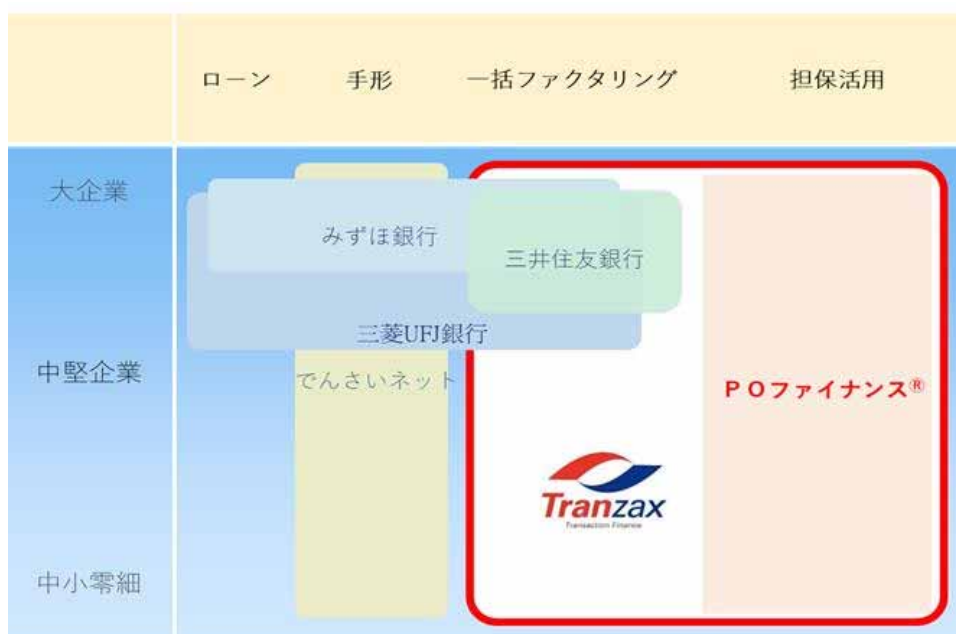 ローン 手形 一括ファクタリング 担保活用
大企業
みずほ銀行
三井住友銀行
三菱UFJ銀行
中堅企業
でんさいネット
POファイナンス®
Tranzax
Transaction Finance
中小零細